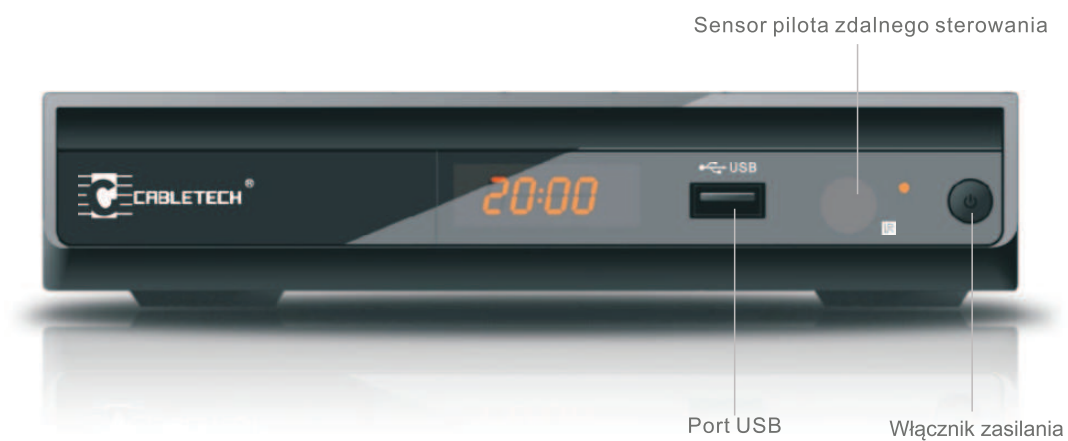 Sensor pilota zdalnego sterowania
USB
CABLETECH ®
20:00
Port USB
Włącznik zasilania